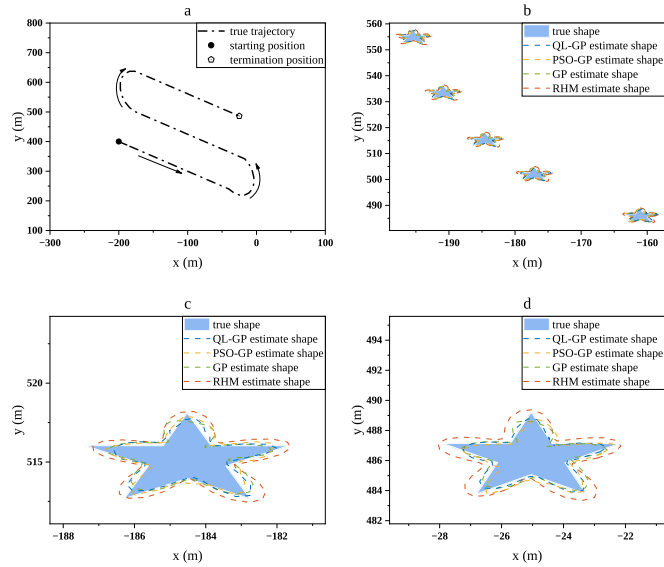 a
true trajectory
starting position
termination position
800
700
600
500
400
300
200
100
y (m)
−300
−200
−100
0
100
x (m)
b
true shape
QL-GP estimate shape
PSO-GP estimate shape
GP estimate shape
RHM estimate shape
560
550
540
530
520
510
500
490
y (m)
−190
−180
−170
−160
x (m)
c
true shape
QL-GP estimate shape
PSO-GP estimate shape
GP estimate shape
RHM estimate shape
520
515
y (m)
−188
−186
−184
−182
x (m)
d
true shape
QL-GP estimate shape
PSO-GP estimate shape
GP estimate shape
RHM estimate shape
496
494
492
490
488
486
484
482
y (m)
−28
−26
−24
−22
x (m)